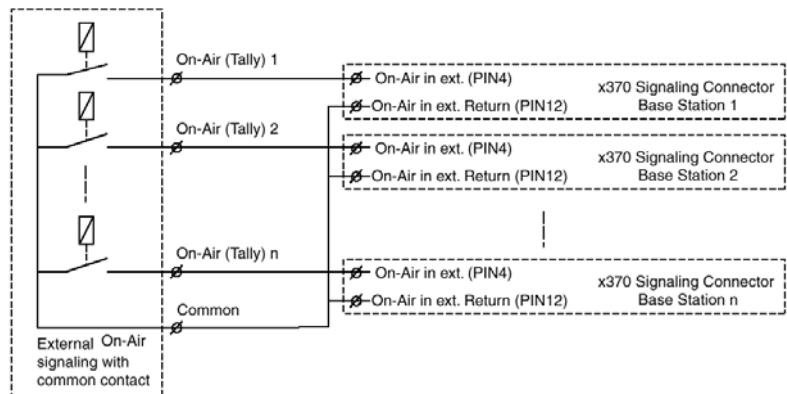 On-Air (Tally) 1
On-Air in ext. (PIN4)
On-Air in ext. Return (PIN12)
x370 Signaling Connector
Base Station 1
On-Air (Tally) 2
On-Air in ext. (PIN4)
On-Air in ext. Return (PIN12)
x370 Signaling Connector
Base Station 2
On-Air (Tally) n
On-Air in ext. (PIN4)
On-Air in ext. Return (PIN12)
x370 Signaling Connector
Base Station n
Common
External On-Air
signaling with
common contact